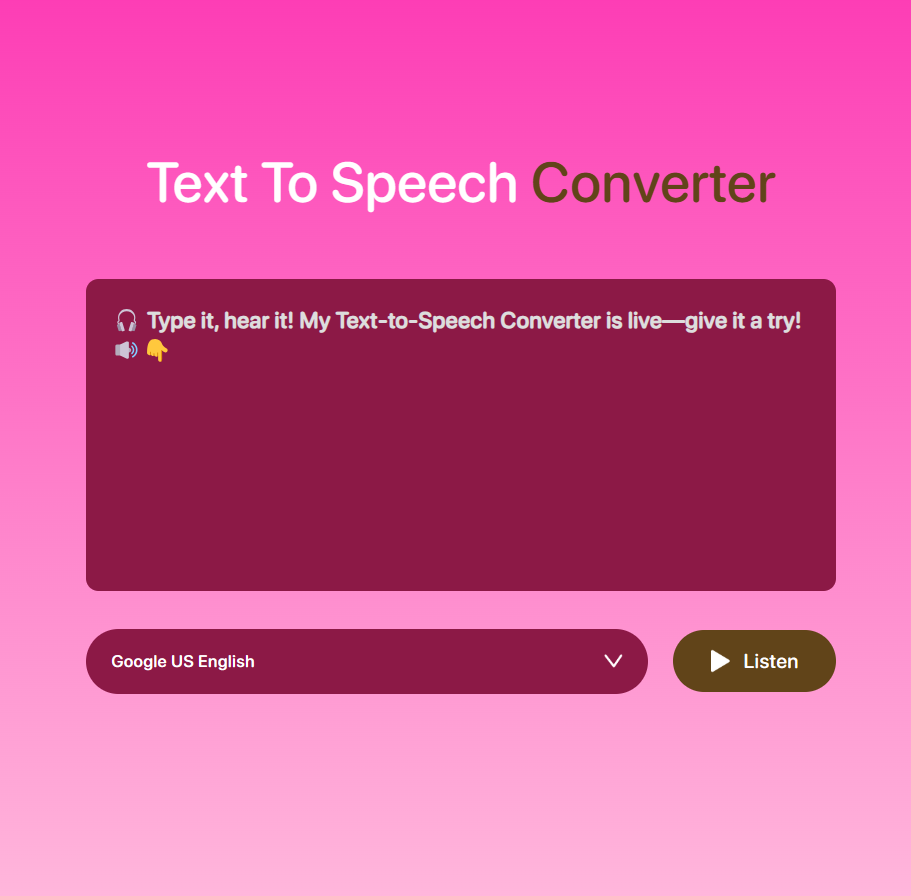 Text To Speech Converter
🎧 Type it, hear it! My Text-to-Speech Converter is live—give it a try!
🔊 👇
Google US English
Listen